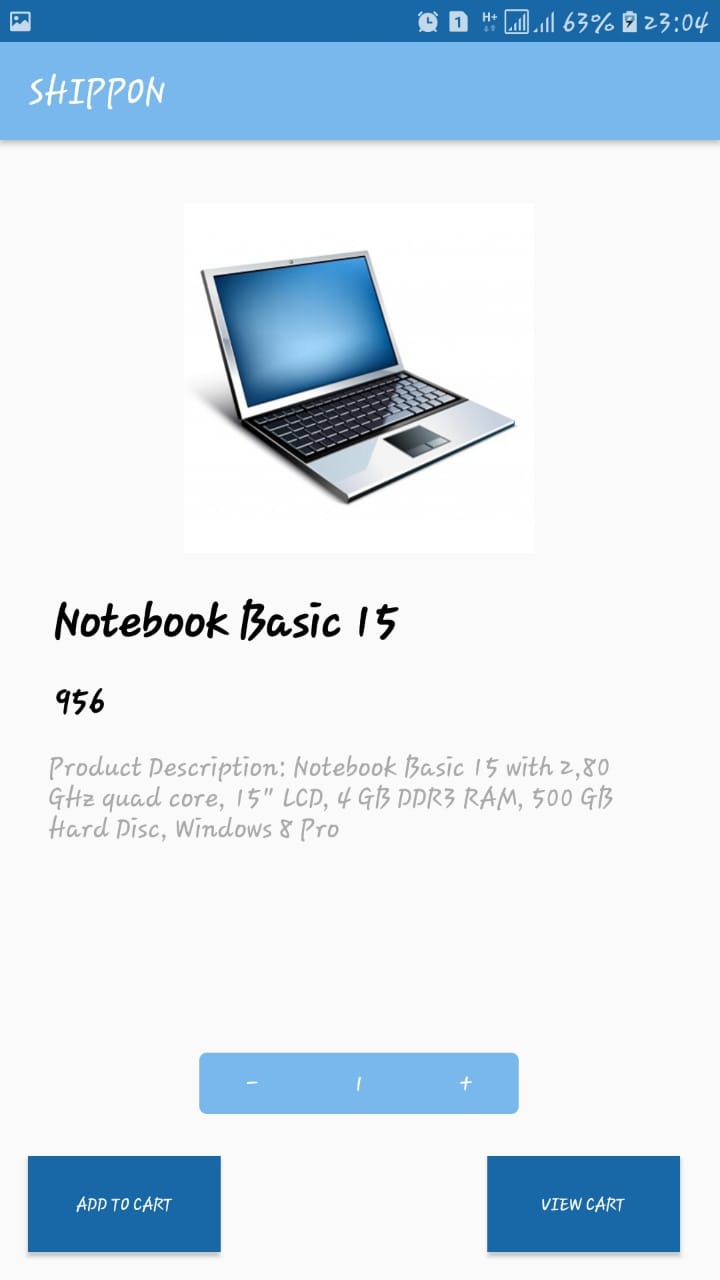 1 H+ 63% 23:04
SHIPPON
Notebook Basic 15
956
Product Description: Notebook Basic 15 with 2,80
GHz quad core, 15" LCD, 4 GB DDR3 RAM, 500 GB
Hard Disc, Windows 8 Pro
- 1 +
ADD TO CART VIEW CART